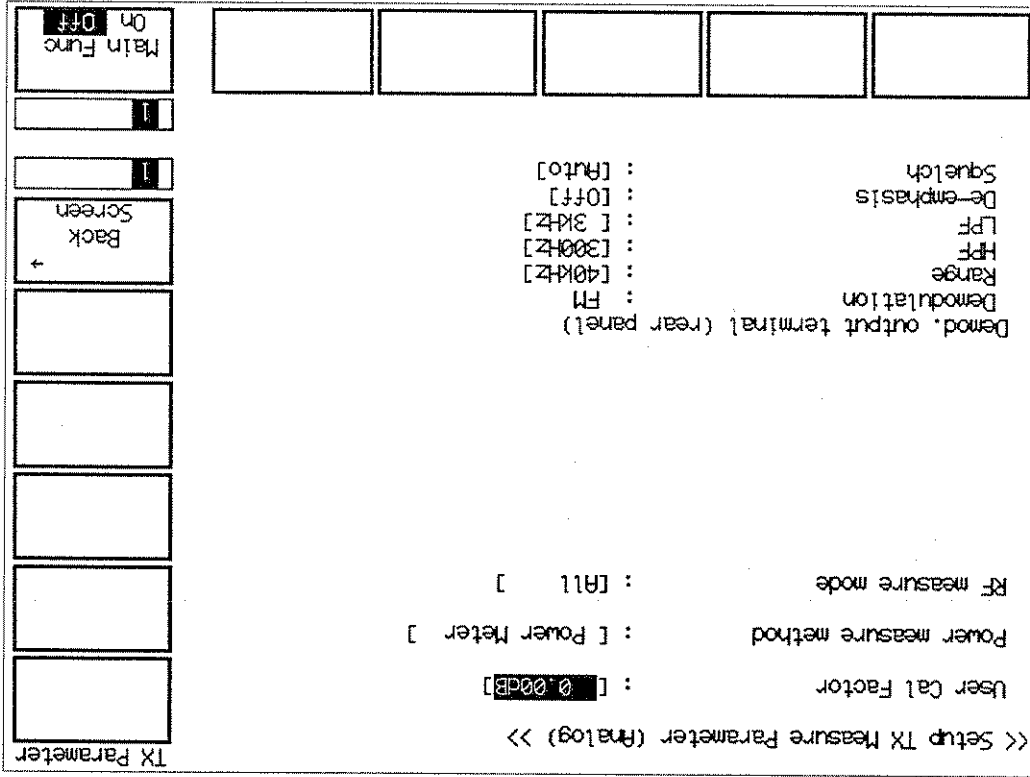 << Setup TX Measure Parameter (Analog) >>
TX Parameter
User Cal Factor : [ 0.00dB]
Power measure method : [ Power Meter ]
RF measure mode : [All ]
Demod. output terminal (rear panel)
Demodulation : FM
Range : [40kHz]
HPF : [300Hz]
LPF : [ 3kHz]
De-emphasis : [Off]
Squelch : [Auto]
→
Back
Screen
1
1
Main Func
On Off